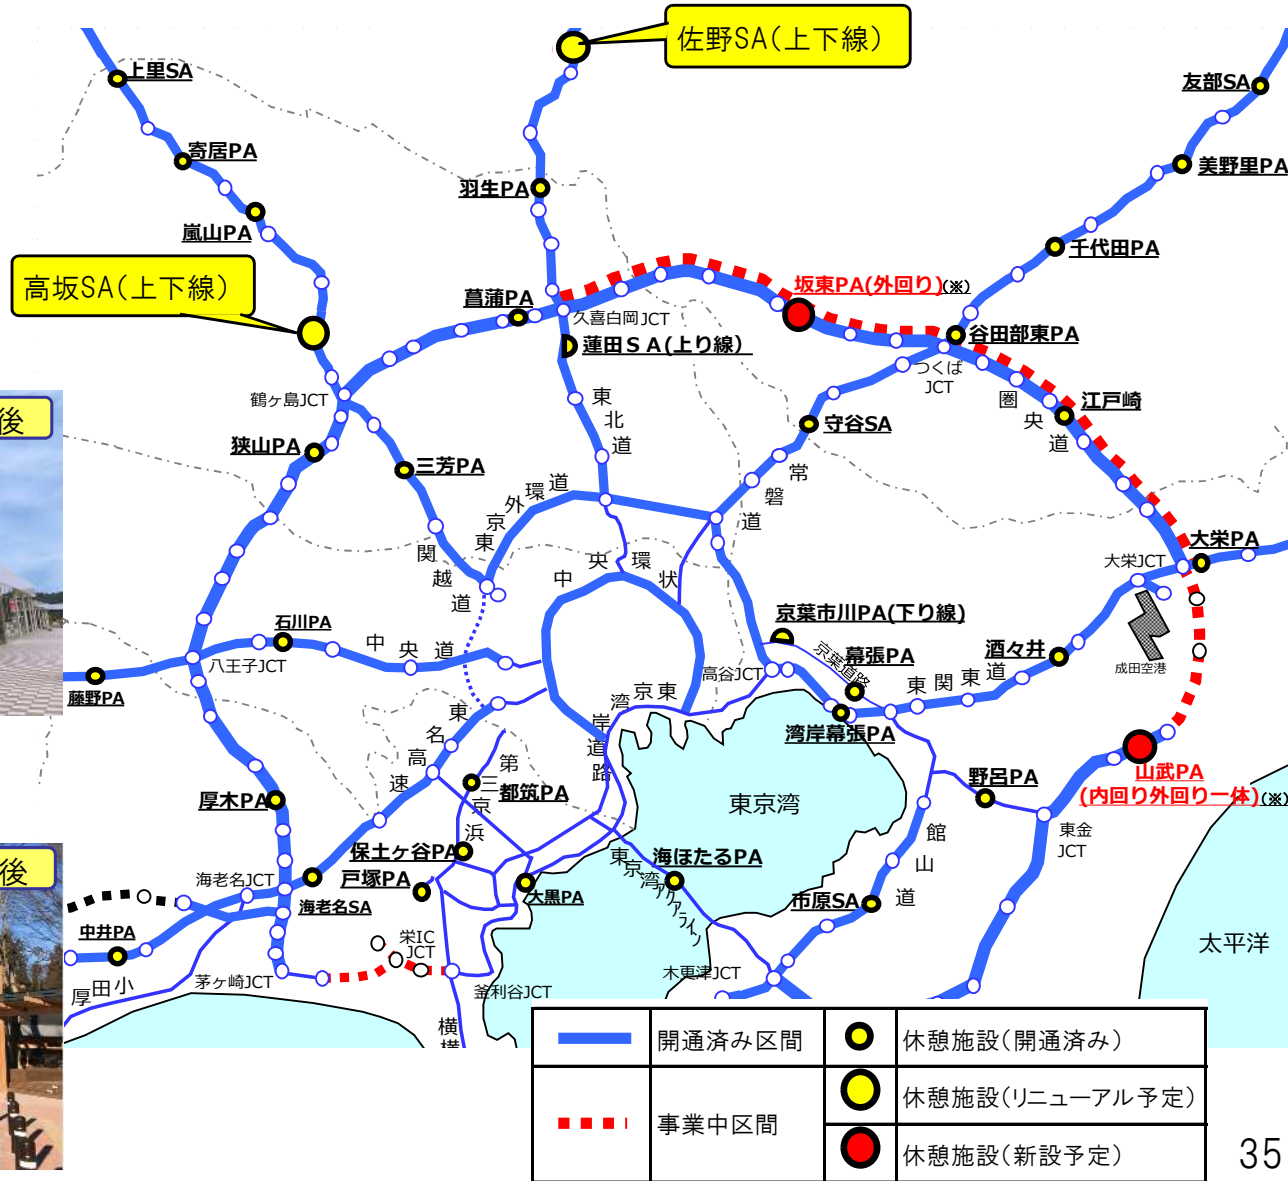 佐野SA(上下線)
上里SA
友部SA
寄居PA
美野里PA
羽生PA
嵐山PA
千代田PA
高坂SA(上下線)
坂東PA(外回り)(※)
菖蒲PA
久喜白岡JCT
蓮田ＳＡ(上り線)
谷田部東PA
つくば
JCT
鶴ヶ島JCT
東北道
圏央道
江戸崎
後
守谷SA
狭山PA
三芳PA
常磐道
東京外環道
関越道
中央環状
大栄PA
大栄JCT
石川PA
中央道
京葉市川PA(下り線)
京葉道路
幕張PA
酒々井
成田空港
八王子JCT
高谷JCT
東関東道
藤野PA
東京湾岸道路
湾岸幕張PA
東名高速
第三京浜
山武PA
(内回り外回り一体)(※)
野呂PA
厚木PA
都筑PA
東京湾
館山道
東金
JCT
後
保土ヶ谷PA
戸塚PA
海老名JCT
海老名SA
大黒PA
東京湾アクアライン
海ほたるPA
市原SA
中井PA
栄IC
JCT
太平洋
小田厚
茅ヶ崎JCT
釜利谷JCT
木更津JCT
横横
開通済み区間
休憩施設(開通済み)
休憩施設(リニューアル予定)
事業中区間
休憩施設(新設予定)
35